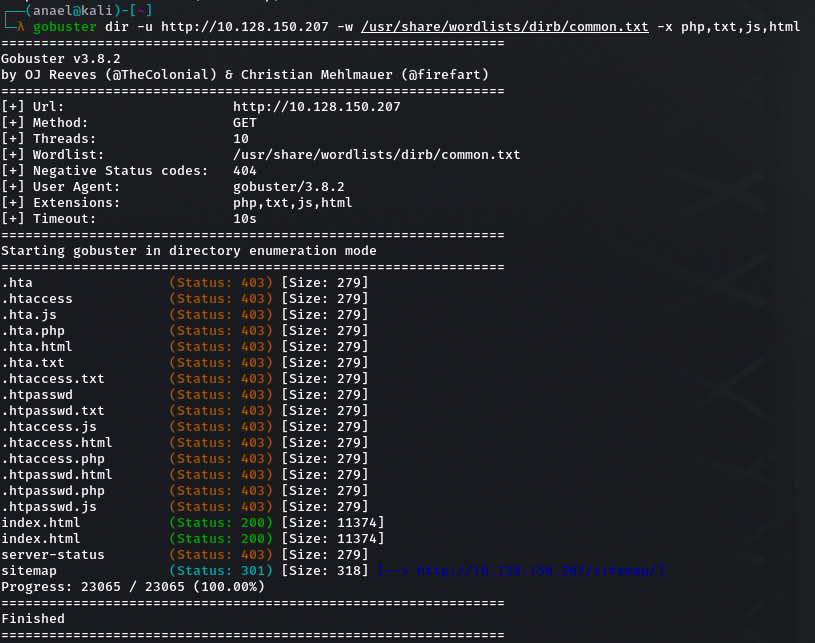 ┌──(anael@kali)-[~]
└─λ gobuster dir -u http://10.128.150.207 -w /usr/share/wordlists/dirb/common.txt -x php,txt,js,html
===============================================================
Gobuster v3.8.2
by OJ Reeves (@TheColonial) & Christian Mehlmauer (@firefart)
===============================================================
[+] Url:                     http://10.128.150.207
[+] Method:                  GET
[+] Threads:                 10
[+] Wordlist:                /usr/share/wordlists/dirb/common.txt
[+] Negative Status codes:   404
[+] User Agent:              gobuster/3.8.2
[+] Extensions:              php,txt,js,html
[+] Timeout:                 10s
===============================================================
Starting gobuster in directory enumeration mode
===============================================================
.hta                 (Status: 403) [Size: 279]
.htaccess            (Status: 403) [Size: 279]
.hta.js              (Status: 403) [Size: 279]
.hta.php             (Status: 403) [Size: 279]
.hta.html            (Status: 403) [Size: 279]
.hta.txt             (Status: 403) [Size: 279]
.htaccess.txt        (Status: 403) [Size: 279]
.htpasswd            (Status: 403) [Size: 279]
.htpasswd.txt        (Status: 403) [Size: 279]
.htaccess.js         (Status: 403) [Size: 279]
.htaccess.html       (Status: 403) [Size: 279]
.htaccess.php        (Status: 403) [Size: 279]
.htpasswd.html       (Status: 403) [Size: 279]
.htpasswd.php        (Status: 403) [Size: 279]
.htpasswd.js         (Status: 403) [Size: 279]
index.html           (Status: 200) [Size: 11374]
index.html           (Status: 200) [Size: 11374]
server-status        (Status: 403) [Size: 279]
sitemap              (Status: 301) [Size: 318] [--> http://10.128.150.207/sitemap/]
Progress: 23065 / 23065 (100.00%)
===============================================================
Finished
===============================================================